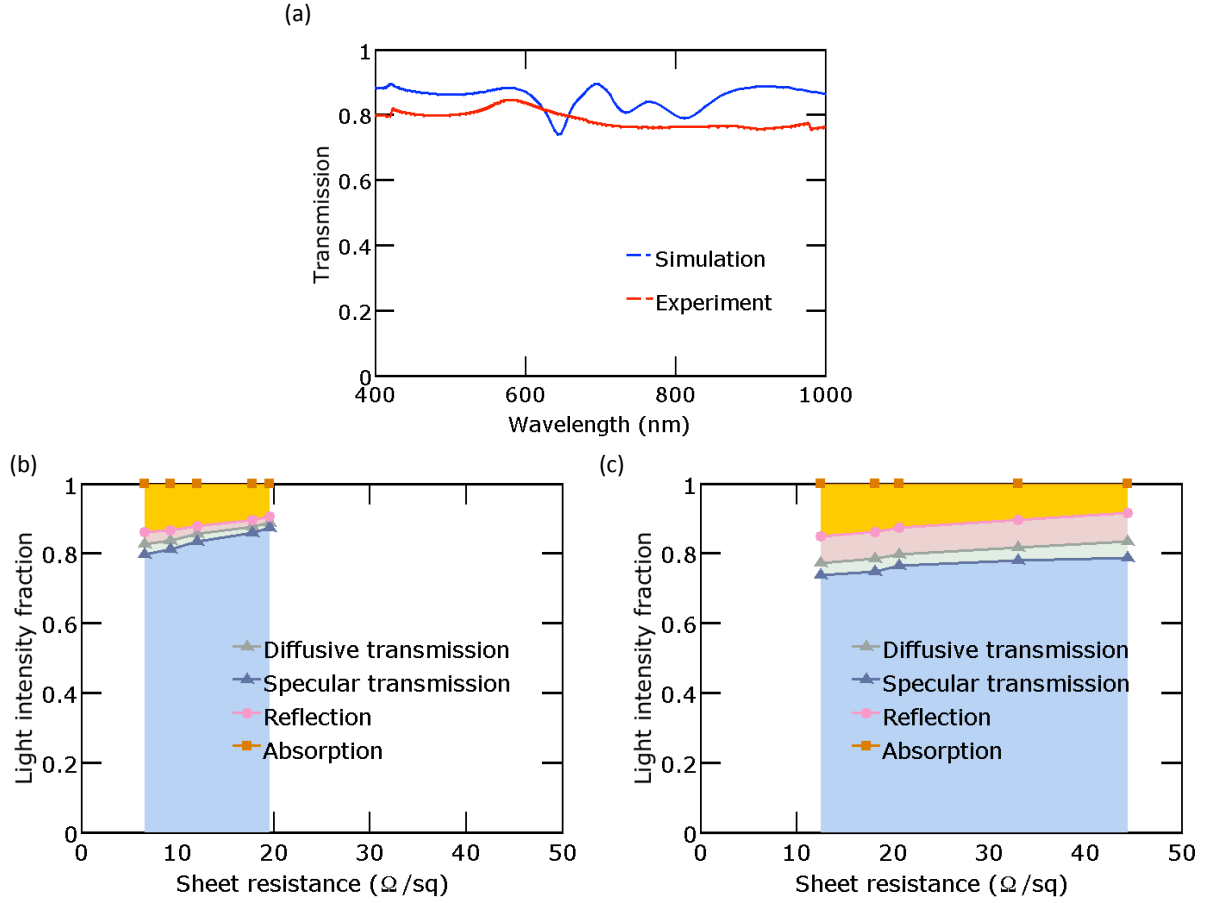 (a)
1
0.8
0.6
0.4
0.2
0
Transmission
Simulation
Experiment
400 600 800 1000
Wavelength (nm)
(b)
1
0.8
0.6
0.4
0.2
0
Light intensity fraction
Diffusive transmission
Specular transmission
Reflection
Absorption
0 10 20 30 40 50
Sheet resistance (Ω/sq)
(c)
1
0.8
0.6
0.4
0.2
0
Light intensity fraction
Diffusive transmission
Specular transmission
Reflection
Absorption
0 10 20 30 40 50
Sheet resistance (Ω/sq)